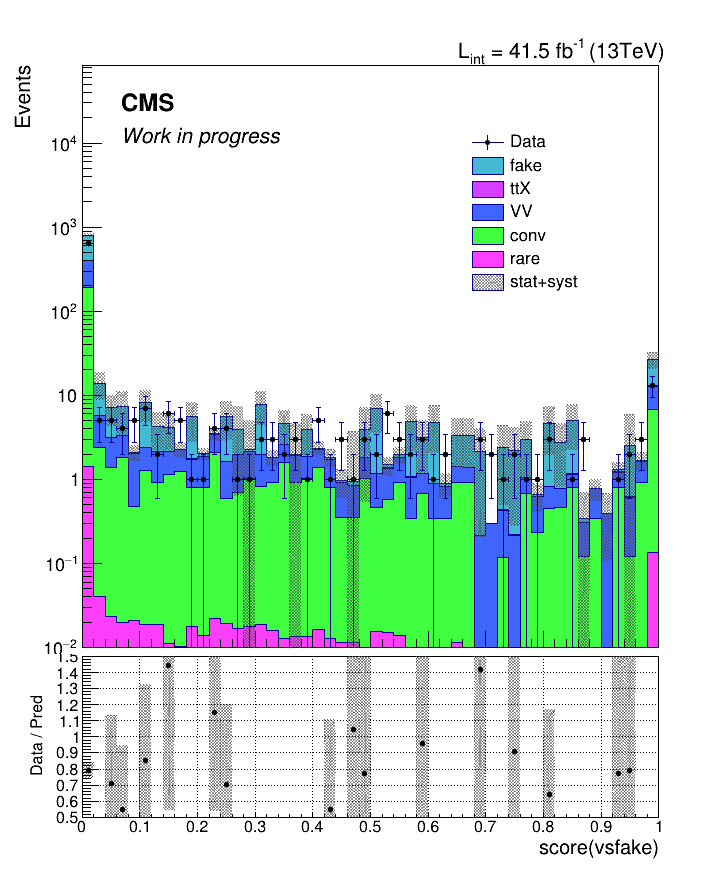 L_int = 41.5 fb^-1 (13TeV)
Events
CMS
Work in progress
Data
fake
ttX
VV
conv
rare
stat+syst
10^4
10^3
10^2
10
1
10^-1
10^-2
Data / Pred
1.5
1.4
1.3
1.2
1.1
1
0.9
0.8
0.7
0.6
0.5
0 0.1 0.2 0.3 0.4 0.5 0.6 0.7 0.8 0.9 1
score(vsfake)